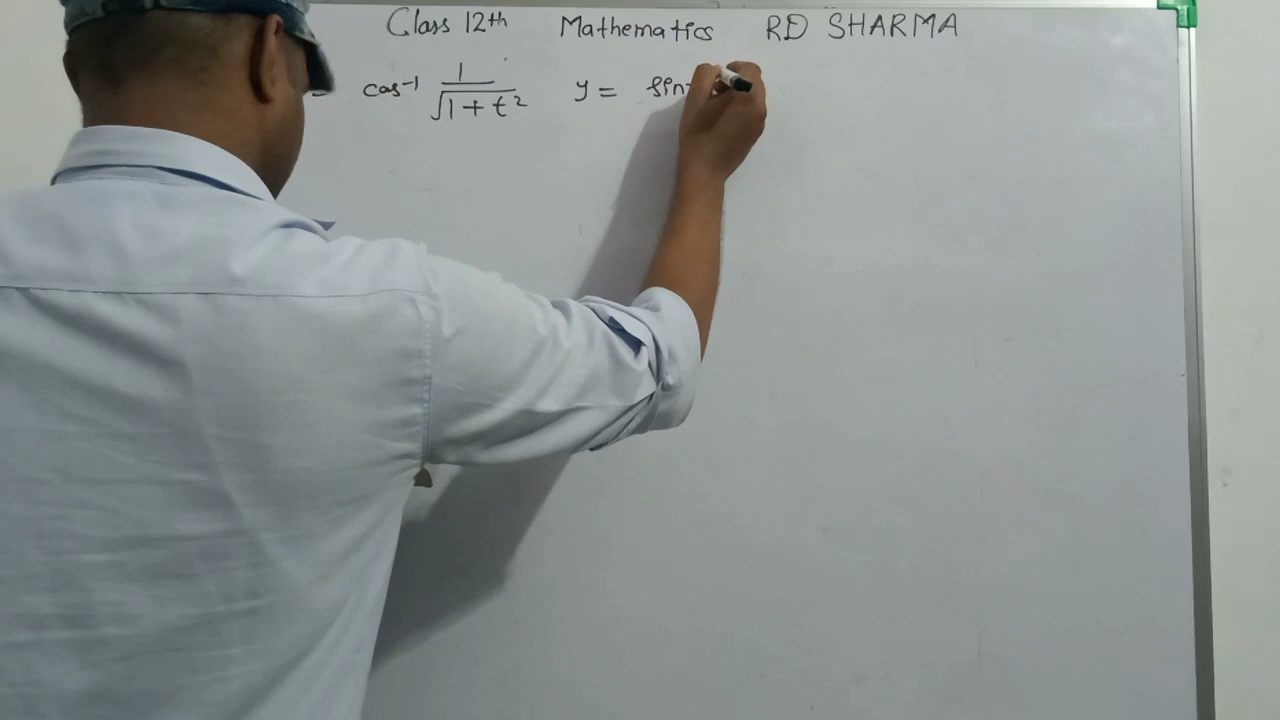 Class 12th Mathematics RD SHARMA
= cos⁻¹ 1/√1+t² y = sin⁻